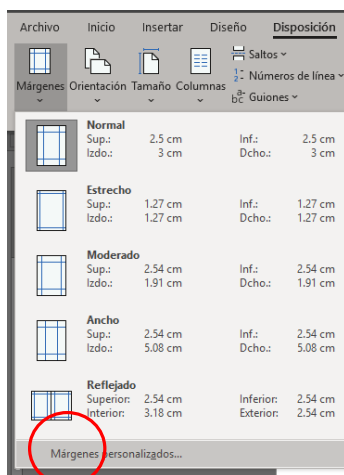 Archivo Inicio Insertar Diseño Disposición
Saltos
Números de línea
Guiones
Márgenes Orientación Tamaño Columnas
Normal
Sup.: 2.5 cm Inf.: 2.5 cm
Izdo.: 3 cm Dcho.: 3 cm
Estrecho
Sup.: 1.27 cm Inf.: 1.27 cm
Izdo.: 1.27 cm Dcho.: 1.27 cm
Moderado
Sup.: 2.54 cm Inf.: 2.54 cm
Izdo.: 1.91 cm Dcho.: 1.91 cm
Ancho
Sup.: 2.54 cm Inf.: 2.54 cm
Izdo.: 5.08 cm Dcho.: 5.08 cm
Reflejado
Superior: 2.54 cm Inferior: 2.54 cm
Interior: 3.18 cm Exterior: 2.54 cm
Márgenes personalizados...